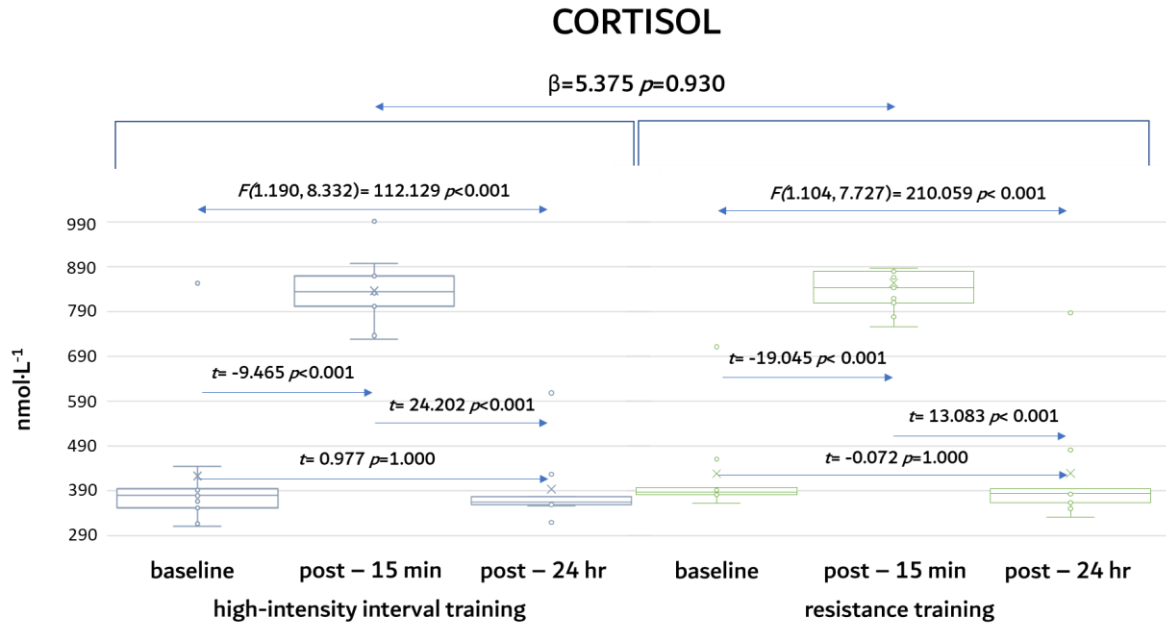 CORTISOL
β=5.375 p=0.930
F(1.190, 8.332)= 112.129 p<0.001
F(1.104, 7.727)= 210.059 p< 0.001
990
890
790
690
590
490
390
290
nmol·L⁻¹
t= -9.465 p<0.001
t= 24.202 p<0.001
t= 0.977 p=1.000
t= -19.045 p< 0.001
t= 13.083 p< 0.001
t= -0.072 p=1.000
baseline post – 15 min post – 24 hr baseline post – 15 min post – 24 hr
high-intensity interval training resistance training